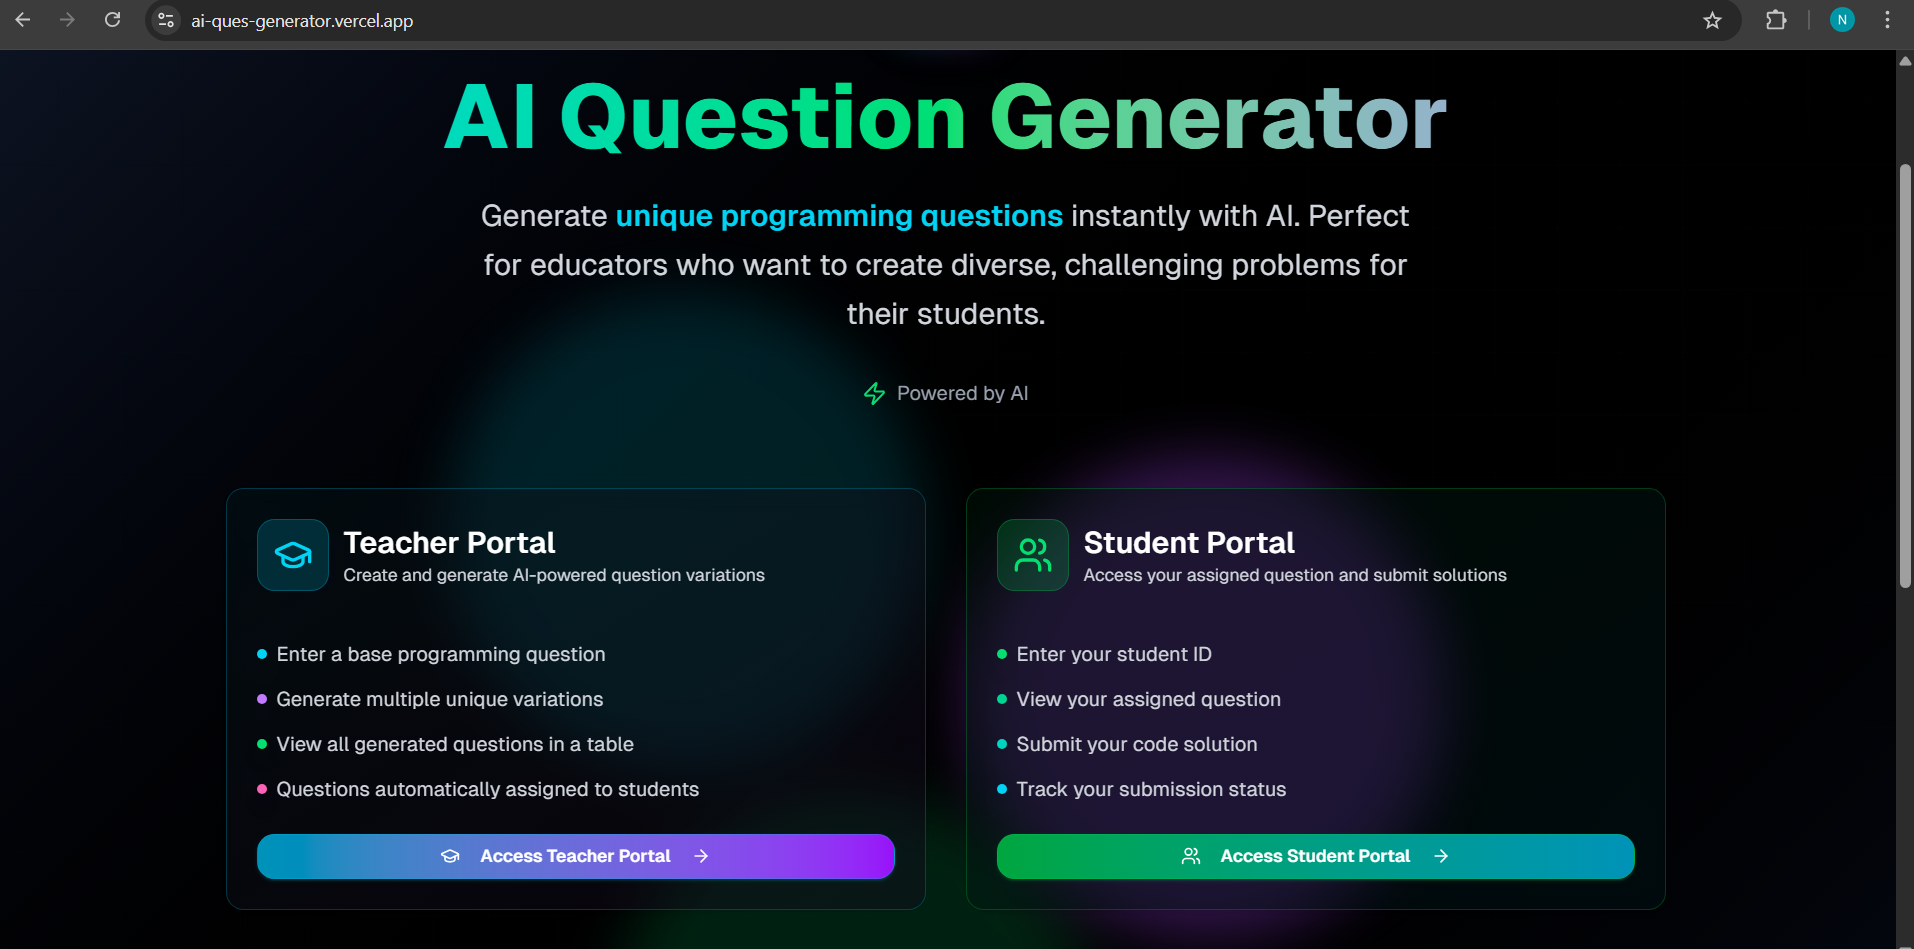 ai-ques-generator.vercel.app
N
AI Question Generator
Generate unique programming questions instantly with AI. Perfect
for educators who want to create diverse, challenging problems for
their students.
Powered by AI
Teacher Portal
Create and generate AI-powered question variations
Enter a base programming question
Generate multiple unique variations
View all generated questions in a table
Questions automatically assigned to students
Access Teacher Portal
Student Portal
Access your assigned question and submit solutions
Enter your student ID
View your assigned question
Submit your code solution
Track your submission status
Access Student Portal